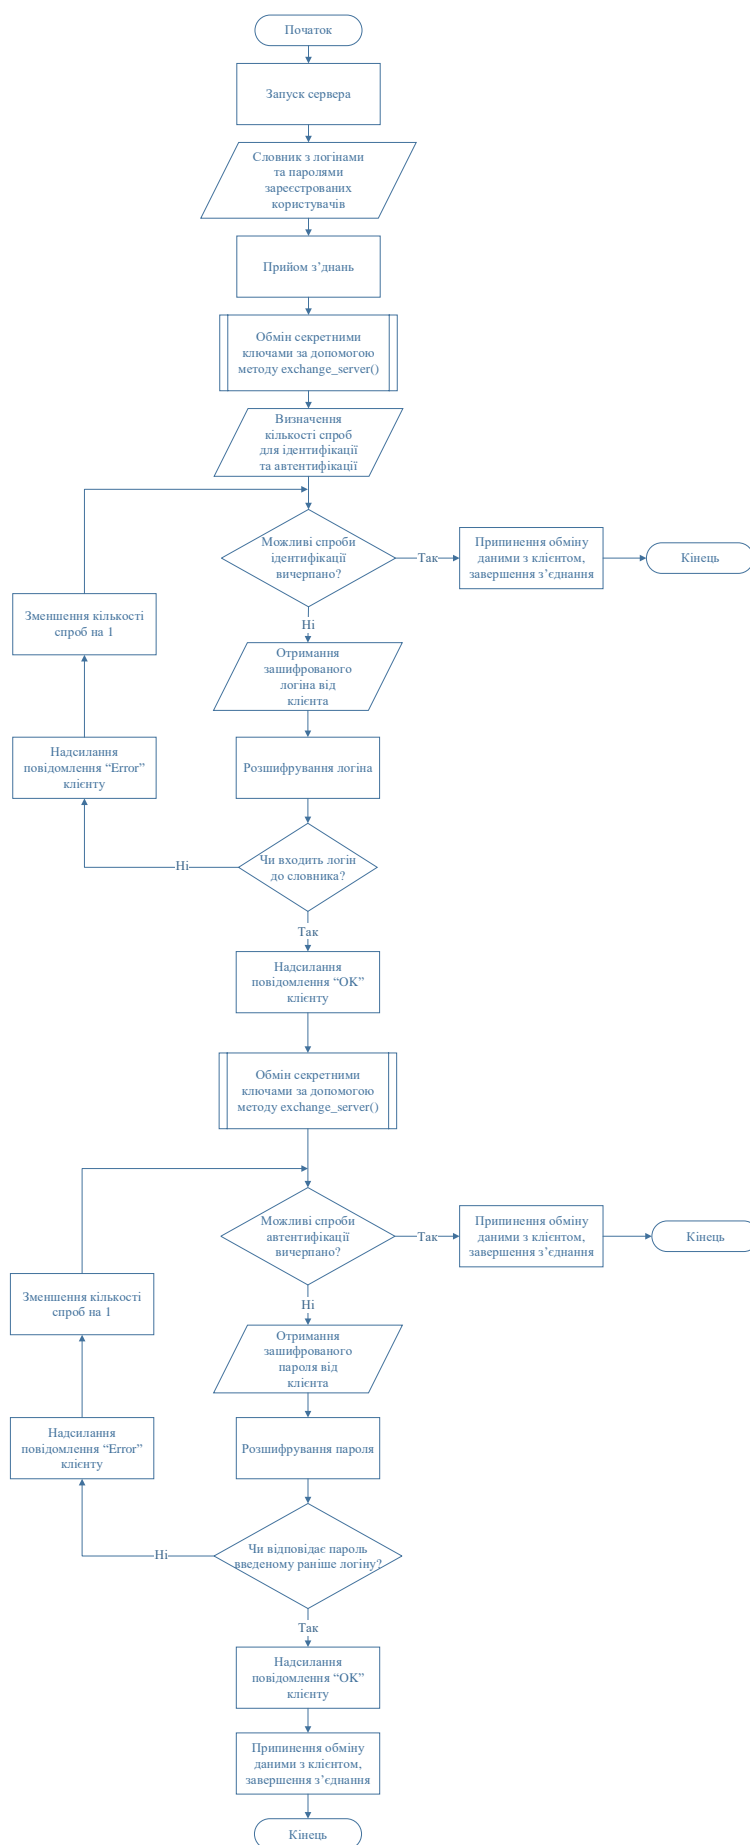 Початок
Запуск сервера
Словник з логінами
та паролями
зареєстрованих
користувачів
Прийом з’днань
Обмін секретними
ключами за допомогою
методу exchange_server()
Визначення
кількості спроб
для ідентифікації
та автентифікації
Можливі спроби
ідентифікації
вичерпано?
Так
Припинення обміну
даними з клієнтом,
завершення з’єднання
Кінець
Зменшення кількості
спроб на 1
Ні
Отримання
зашифрованого
логіна від
клієнта
Надсилання
повідомлення “Error”
клієнту
Розшифрування логіна
Ні
Чи входить логін
до словника?
Так
Надсилання
повідомлення “OK”
клієнту
Обмін секретними
ключами за допомогою
методу exchange_server()
Можливі спроби
автентифікації
вичерпано?
Так
Припинення обміну
даними з клієнтом,
завершення з’єднання
Кінець
Зменшення кількості
спроб на 1
Ні
Отримання
зашифрованого
пароля від
клієнта
Надсилання
повідомлення “Error”
клієнту
Розшифрування пароля
Ні
Чи відповідає пароль
введеному раніше логіну?
Так
Надсилання
повідомлення “OK”
клієнту
Припинення обміну
даними з клієнтом,
завершення з’єднання
Кінець